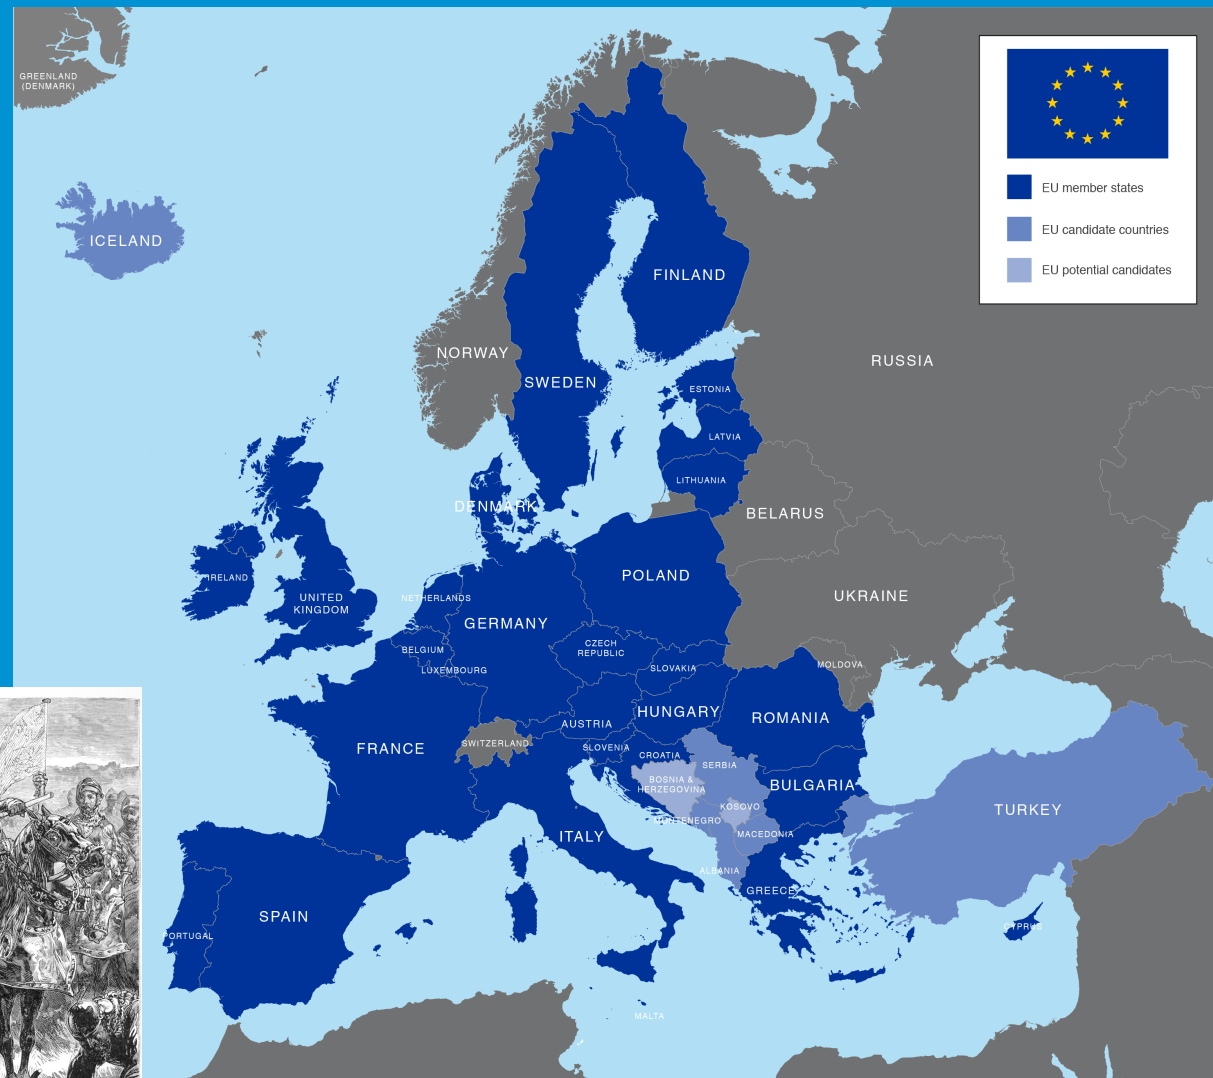 GREENLAND
(DENMARK)
EU member states
ICELAND
EU candidate countries
EU potential candidates
FINLAND
NORWAY
RUSSIA
SWEDEN
ESTONIA
LATVIA
LITHUANIA
DENMARK
BELARUS
IRELAND
POLAND
UNITED
KINGDOM
NETHERLANDS
UKRAINE
GERMANY
BELGIUM
CZECH
REPUBLIC
LUXEMBOURG
SLOVAKIA
MOLDOVA
HUNGARY
ROMANIA
AUSTRIA
FRANCE
SWITZERLAND
SLOVENIA
CROATIA
SERBIA
BOSNIA &
HERZEGOVINA
BULGARIA
KOSOVO
TURKEY
MONTENEGRO
ITALY
MACEDONIA
ALBANIA
GREECE
SPAIN
PORTUGAL
CYPRUS
MALTA